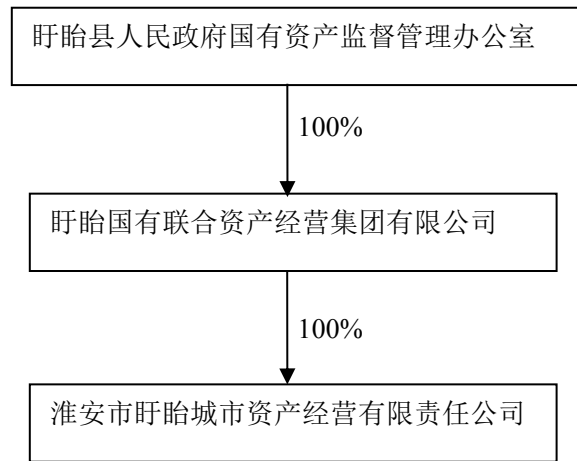 盱眙县人民政府国有资产监督管理办公室
100%
盱眙国有联合资产经营集团有限公司
100%
淮安市盱眙城市资产经营有限责任公司